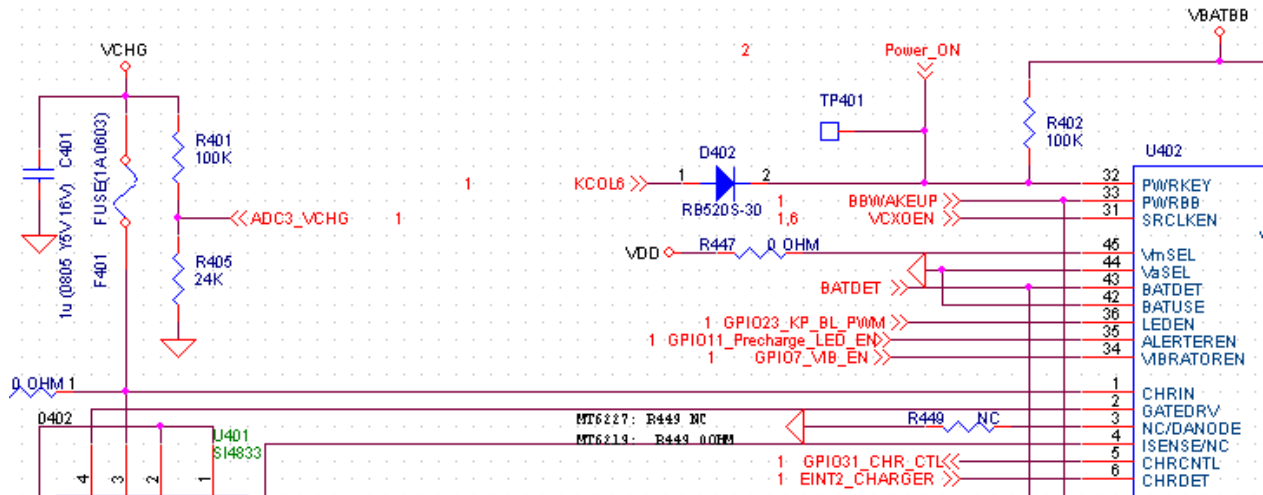 VBATBB
VCHG
2
Power_ON
TP401
R402
100K
U402
C401
1u (0805 Y5V 16V)
FUSE(1A 0603)
F401
R401
100K
D402
KCOL6
1
2
RB520S-30
1
32
PWRKEY
1
BBWAKEUP
33
PWRBB
1,6
VCXOEN
31
SRCLKEN
ADC3_VCHG
1
R405
24K
VDD
R447
0 OHM
45
VmSEL
44
VaSEL
BATDET
43
BATDET
42
BATUSE
1 GPIO23_KP_BL_PWM
36
LEDEN
1 GPIO11_Precharge_LED_EN
35
ALERTEREN
1 GPIO7_VIB_EN
34
VIBRATOREN
0 OHM 1
1
CHRIN
2
GATEDRV
MT6227: R449 NC
R449
NC
3
NC/DANODE
MT6219: R449 0OHM
4
ISENSE/NC
1 GPIO31_CHR_CTL
5
CHRCNTL
1 EINT2_CHARGER
6
CHRDET
0402
U401
SI4833
4
3
2
1